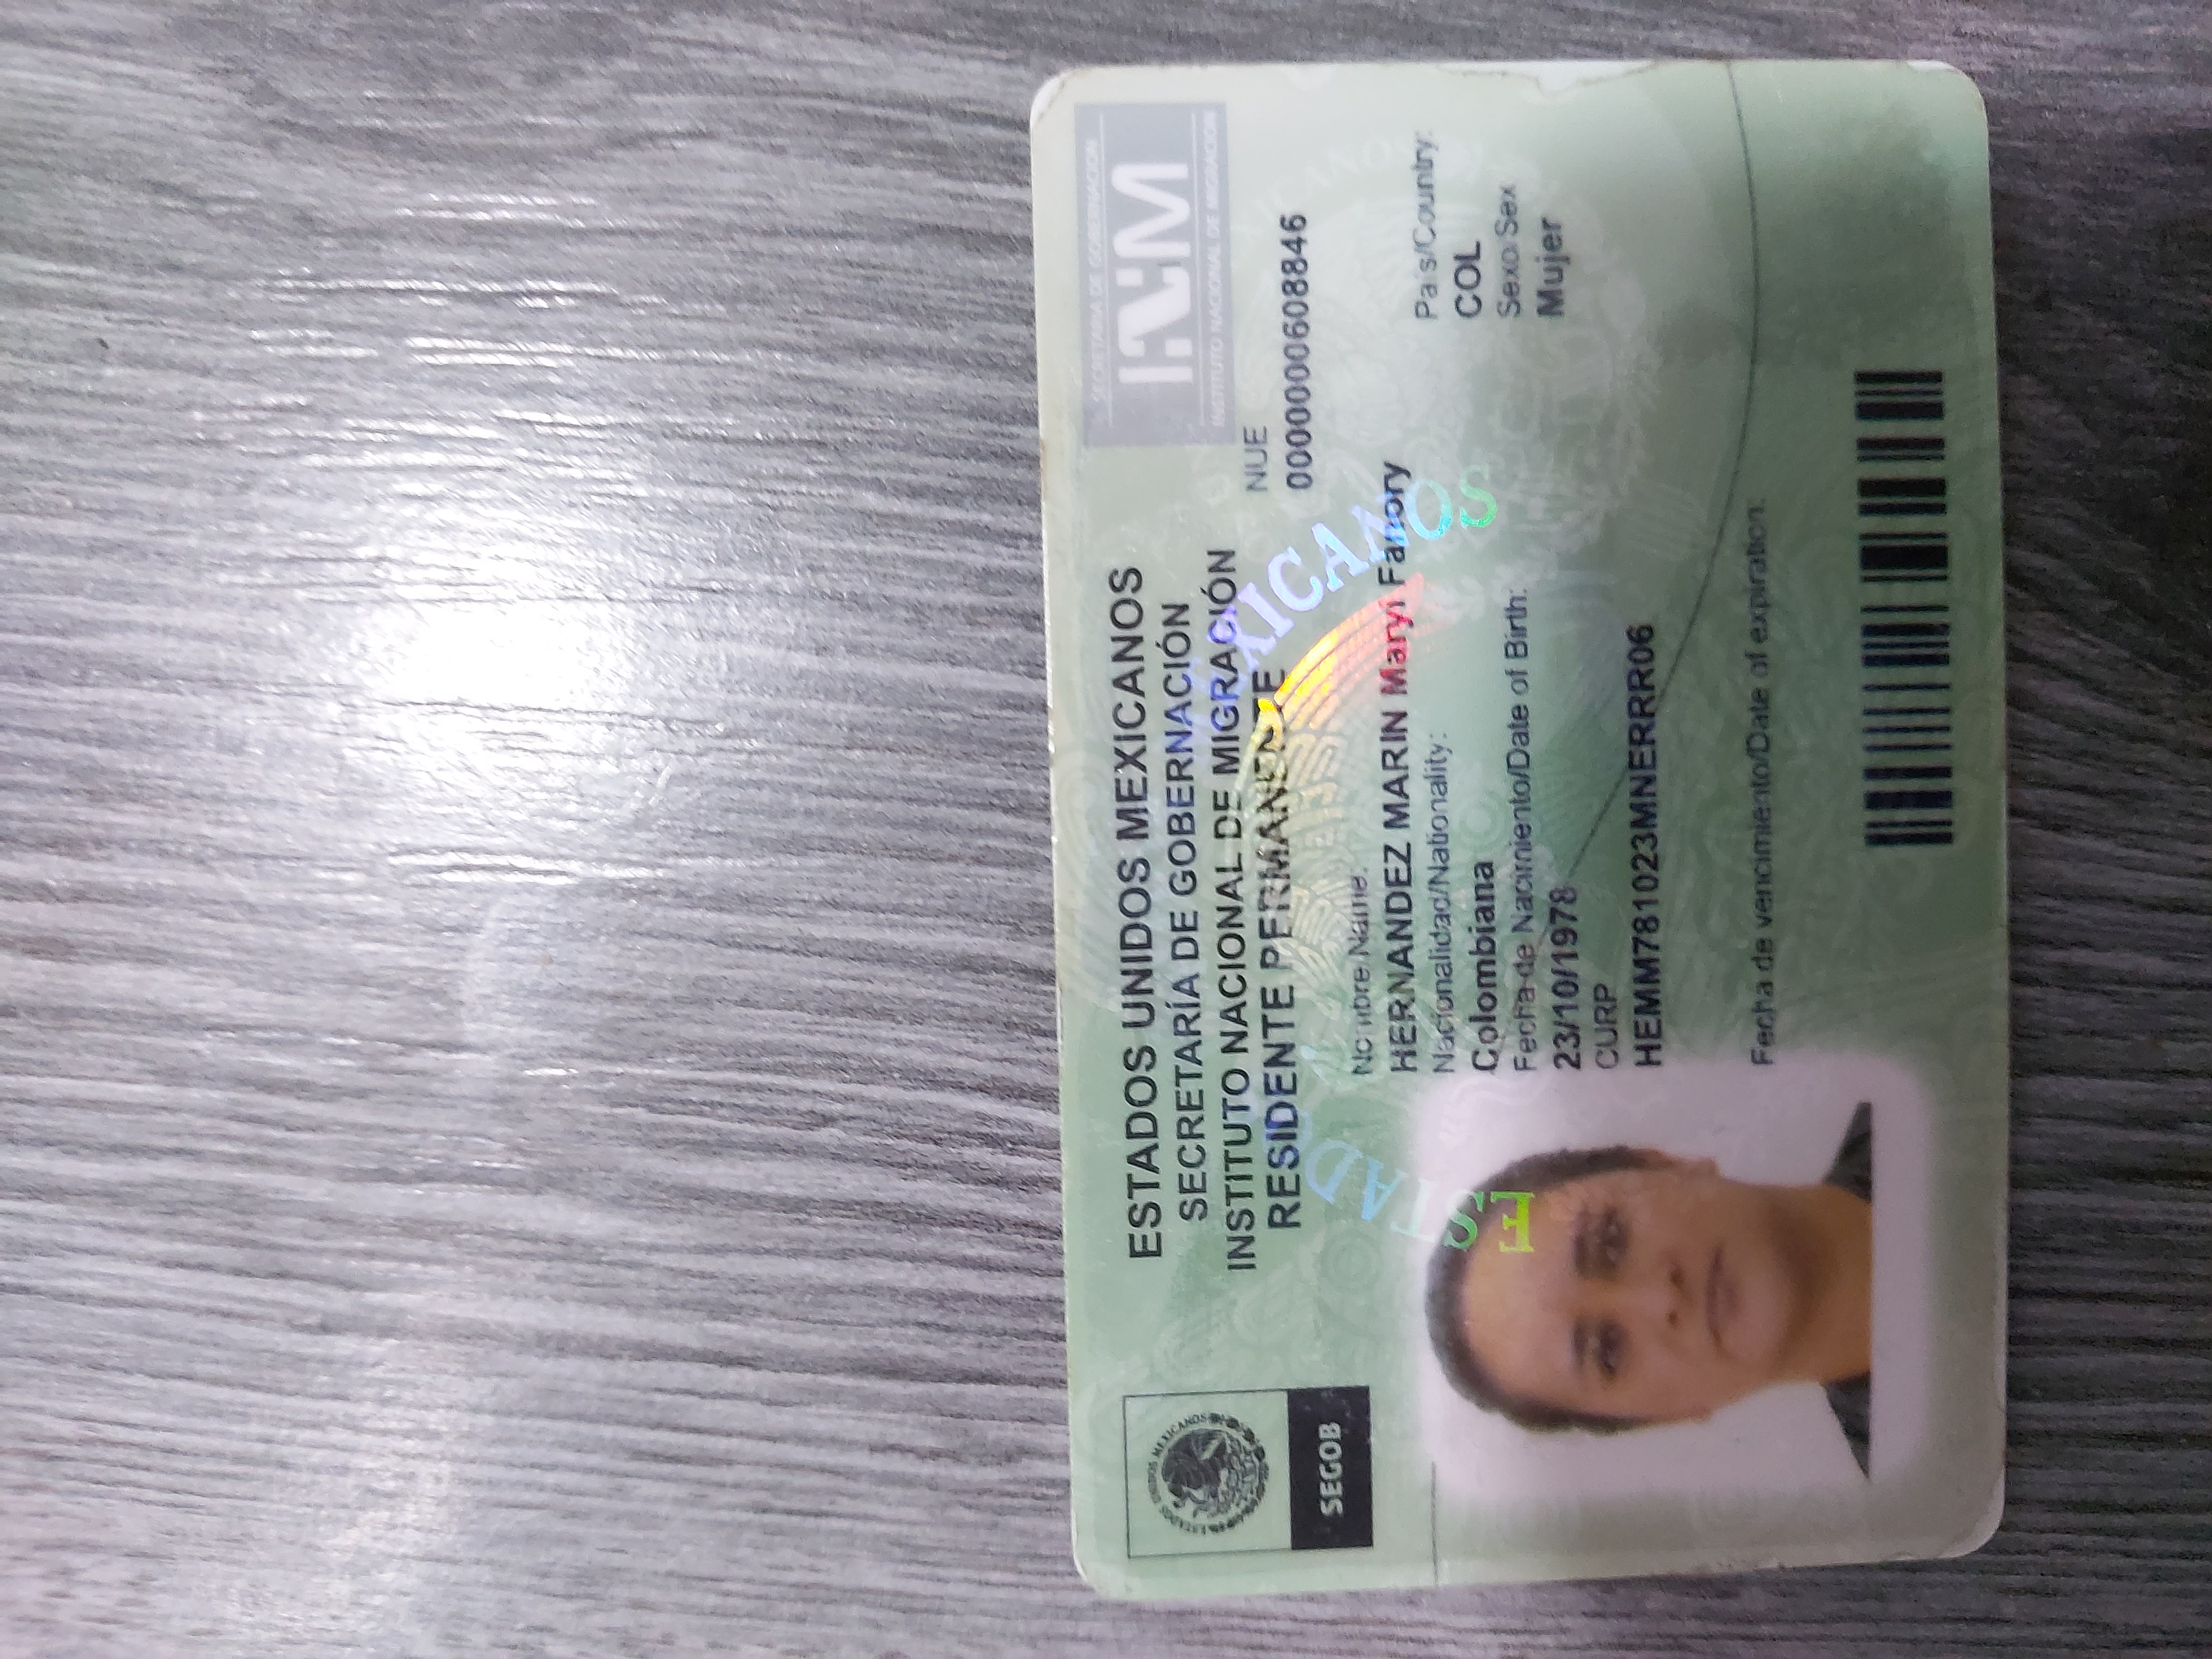 ESTADOS UNIDOS MEXICANOS
SECRETARÍA DE GOBERNACIÓN
INSTITUTO NACIONAL DE MIGRACIÓN
RESIDENTE PERMANENTE
SECRETARÍA DE GOBERNACIÓN
INM
INSTITUTO NACIONAL DE MIGRACIÓN
ESTADOS UNIDOS MEXICANOS
SEGOB
NUE
0000000608846
Nombre/Name:
HERNANDEZ MARIN Maryi Fannory
Nacionalidad/Nationality:
Colombiana
País/Country:
COL
Fecha de Nacimiento/Date of Birth:
23/10/1978
Sexo/Sex
Mujer
CURP
HEMM781023MNERRR06
Fecha de vencimiento/Date of expiration:
MEXICANOS